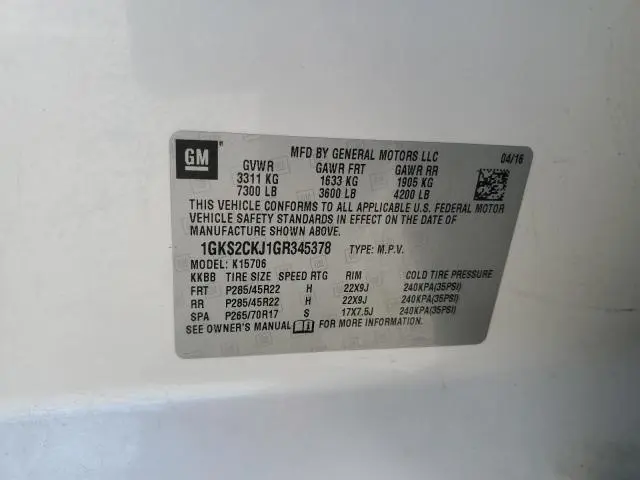 GM
MFD BY GENERAL MOTORS LLC 04/16
GVWR GAWR FRT GAWR RR
3311 KG 1633 KG 1905 KG
7300 LB 3600 LB 4200 LB
THIS VEHICLE CONFORMS TO ALL APPLICABLE U.S. FEDERAL MOTOR
VEHICLE SAFETY STANDARDS IN EFFECT ON THE DATE OF
MANUFACTURE SHOWN ABOVE.
1GKS2CKJ1GR345378 TYPE: M.P.V.
MODEL: K15706
KKBB TIRE SIZE SPEED RTG RIM COLD TIRE PRESSURE
FRT P285/45R22 H 22X9J 240KPA(35PSI)
RR P285/45R22 H 22X9J 240KPA(35PSI)
SPA P265/70R17 S 17X7.5J 240KPA(35PSI)
SEE OWNER'S MANUAL FOR MORE INFORMATION.